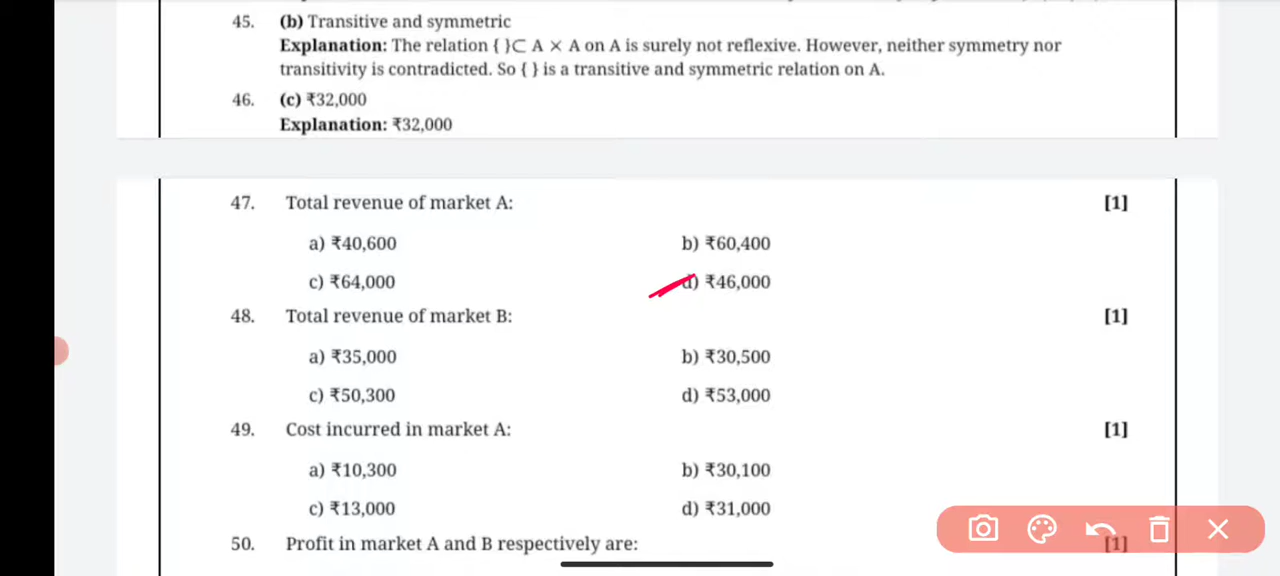 45. (b) Transitive and symmetric
Explanation: The relation { }⊂ A × A on A is surely not reflexive. However, neither symmetry nor
transitivity is contradicted. So { } is a transitive and symmetric relation on A.
46. (c) ₹32,000
Explanation: ₹32,000
47. Total revenue of market A: [1]
a) ₹40,600 b) ₹60,400
c) ₹64,000 d) ₹46,000
48. Total revenue of market B: [1]
a) ₹35,000 b) ₹30,500
c) ₹50,300 d) ₹53,000
49. Cost incurred in market A: [1]
a) ₹10,300 b) ₹30,100
c) ₹13,000 d) ₹31,000
50. Profit in market A and B respectively are: [1]